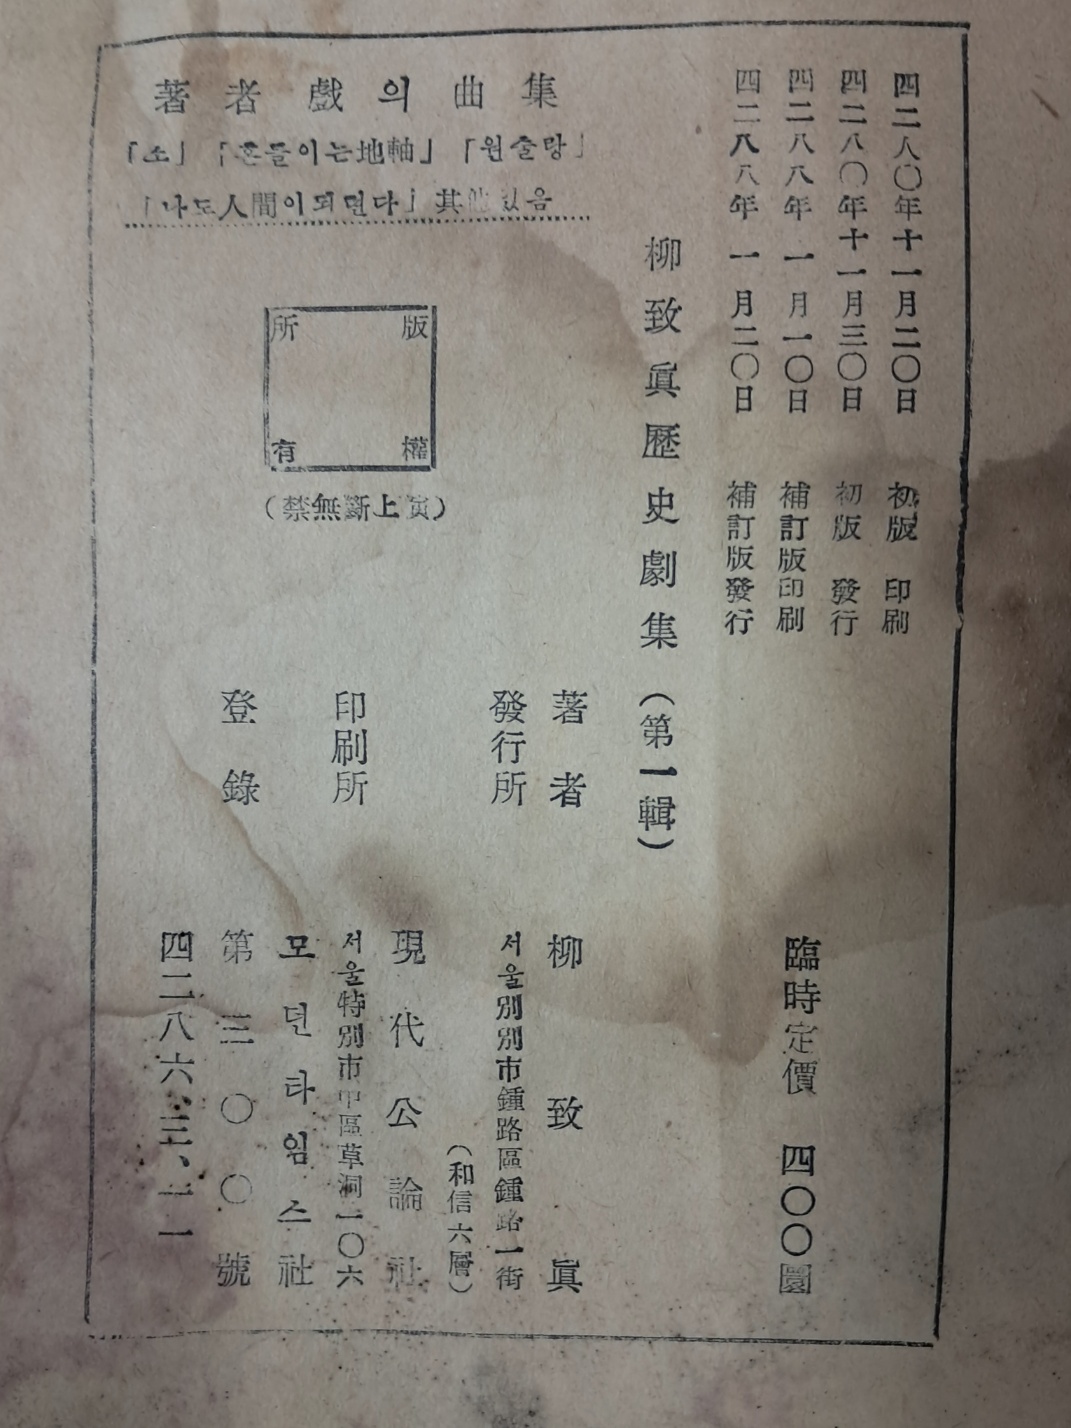 四二八〇年十一月二〇日 初版 印刷
四二八〇年十一月三〇日 初版 發行
四二八八年 一月一〇日 補訂版印刷
四二八八年 一月二〇日 補訂版發行
臨時定價 四〇〇圜
柳致眞歷史劇集（第一輯）
著者 柳致眞
發行所 서울別別市鍾路區鍾路一街
（和信六層）
現代公論社
印刷所 서울特別市中區草洞一〇六
모던타임스社
登錄 第三〇〇號
四二八六、三、一一
著者戲의曲集
「소」「흔들이는地軸」「원술랑」
「나도人間이되련다」其他있음
版權
所有
（禁無斷上演）